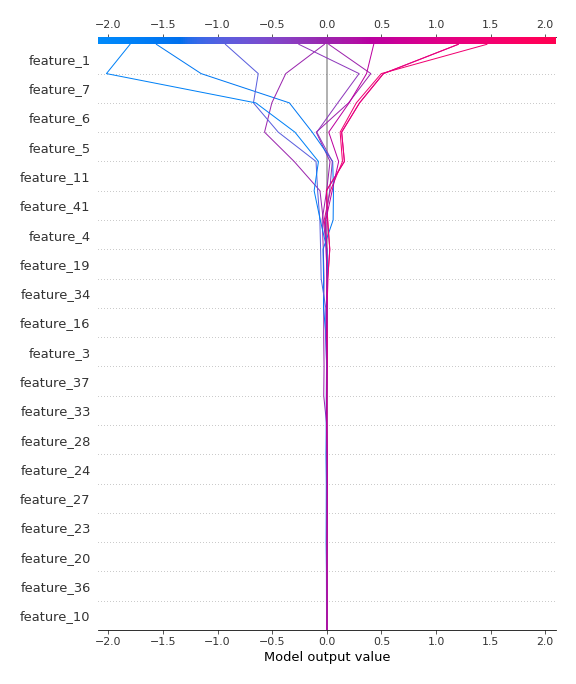 −2.0 −1.5 −1.0 −0.5 0.0 0.5 1.0 1.5 2.0
feature_1
feature_7
feature_6
feature_5
feature_11
feature_41
feature_4
feature_19
feature_34
feature_16
feature_3
feature_37
feature_33
feature_28
feature_24
feature_27
feature_23
feature_20
feature_36
feature_10
−2.0 −1.5 −1.0 −0.5 0.0 0.5 1.0 1.5 2.0
Model output value